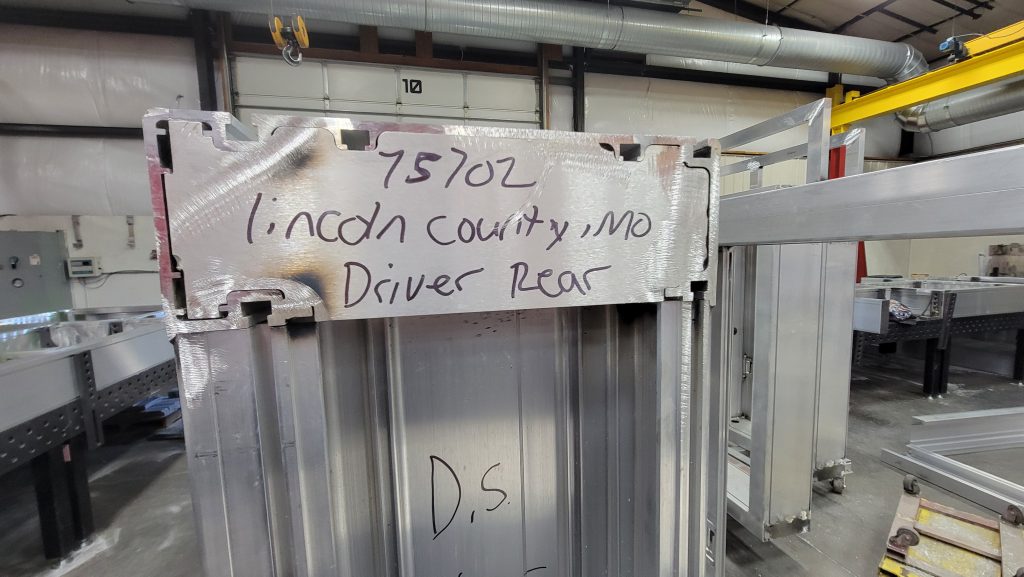 10
75702
lincoln county, MO
Driver Rear
D.S.